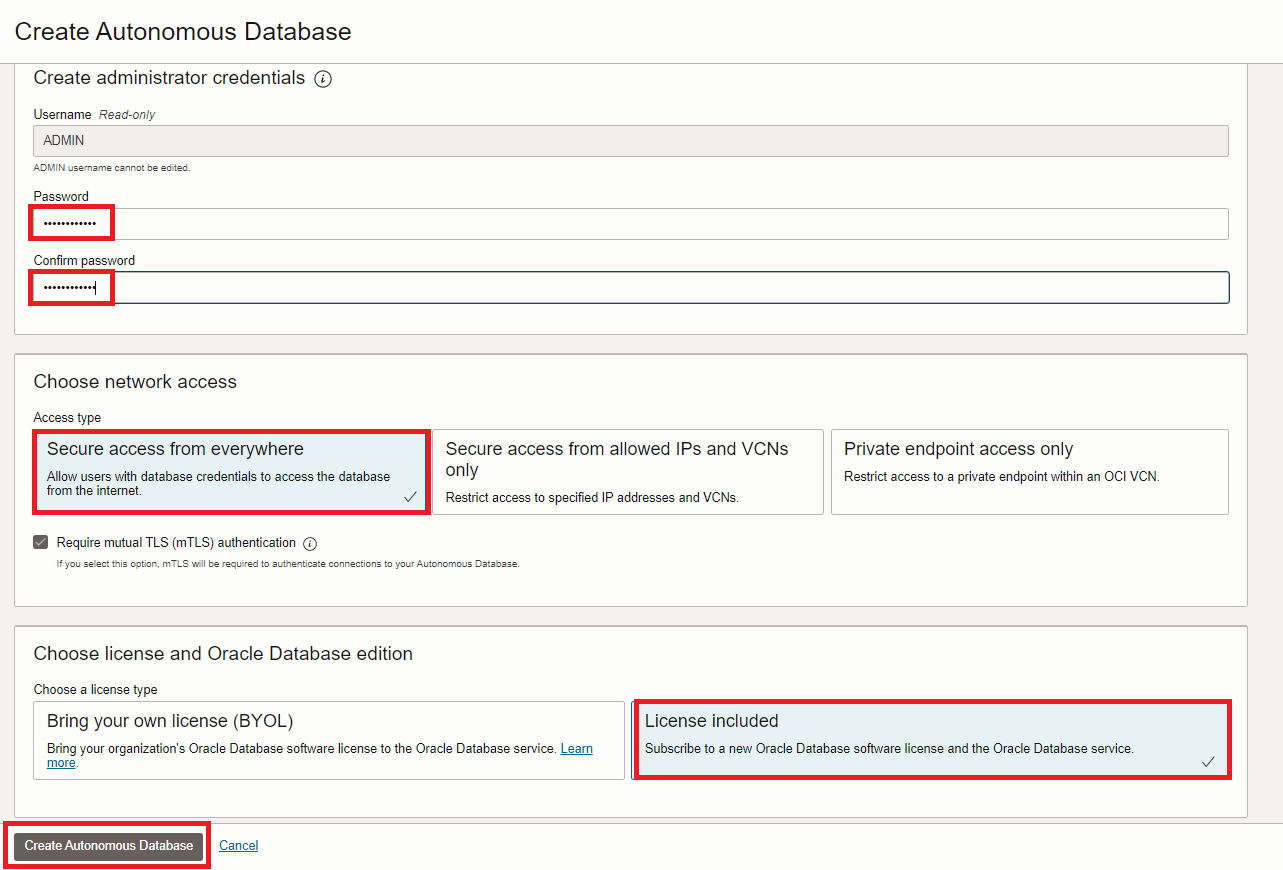 Create Autonomous Database
Create administrator credentials
Username Read-only
ADMIN
ADMIN username cannot be edited.
Password
••••••••••••
Confirm password
••••••••••••
Choose network access
Access type
Secure access from everywhere
Allow users with database credentials to access the database
from the internet.
Secure access from allowed IPs and VCNs
only
Restrict access to specified IP addresses and VCNs.
Private endpoint access only
Restrict access to a private endpoint within an OCI VCN.
Require mutual TLS (mTLS) authentication
If you select this option, mTLS will be required to authenticate connections to your Autonomous Database.
Choose license and Oracle Database edition
Choose a license type
Bring your own license (BYOL)
Bring your organization's Oracle Database software license to the Oracle Database service. Learn
more.
License included
Subscribe to a new Oracle Database software license and the Oracle Database service.
Create Autonomous Database
Cancel